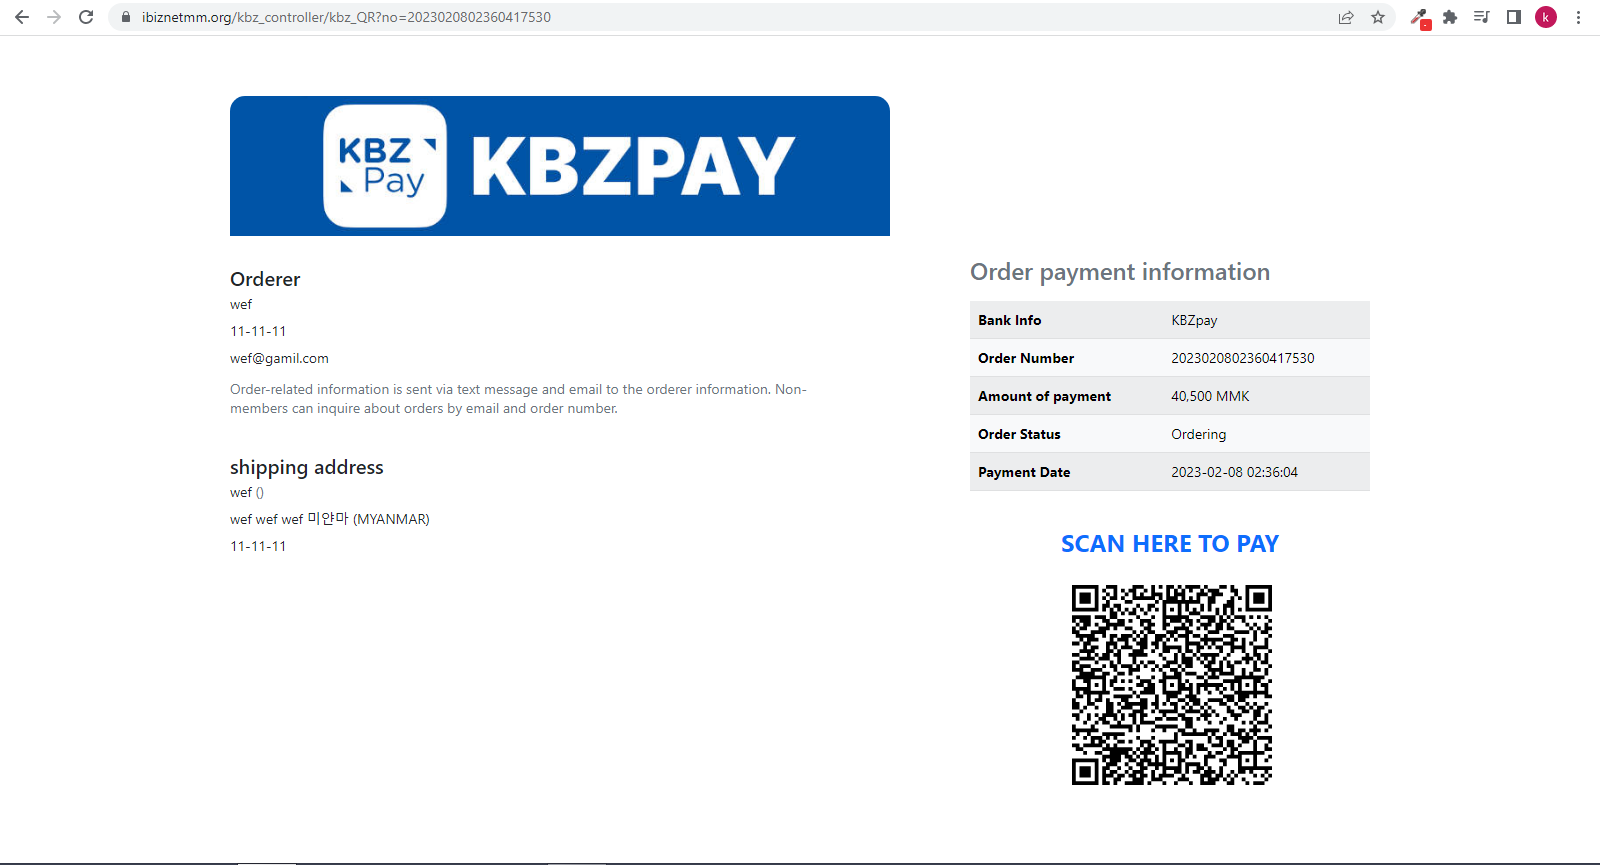 ibiznetmm.org/kbz_controller/kbz_QR?no=2023020802360417530
k
KBZ
Pay
KBZPAY
Orderer
wef
11-11-11
wef@gamil.com
Order-related information is sent via text message and email to the orderer information. Non-
members can inquire about orders by email and order number.
shipping address
wef ()
wef wef wef 미얀마 (MYANMAR)
11-11-11
Order payment information
Bank Info KBZpay
Order Number 2023020802360417530
Amount of payment 40,500 MMK
Order Status Ordering
Payment Date 2023-02-08 02:36:04
SCAN HERE TO PAY